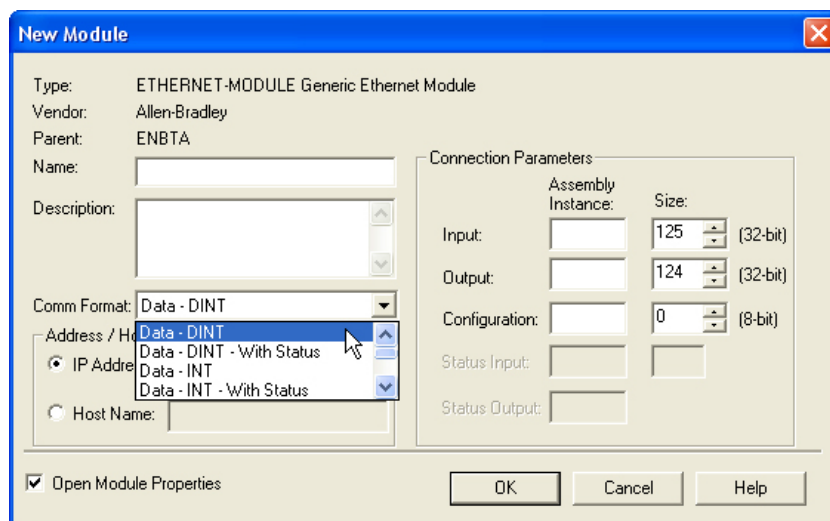 New Module
Type: ETHERNET-MODULE Generic Ethernet Module
Vendor: Allen-Bradley
Parent: ENBTA
Name:
Description:
Comm Format: Data - DINT
Data - DINT
Data - DINT - With Status
Data - INT
Data - INT - With Status
Address / Ho
IP Addre
Host Name:
Connection Parameters
Assembly
Instance: Size:
Input: 125 (32-bit)
Output: 124 (32-bit)
Configuration: 0 (8-bit)
Status Input:
Status Output:
Open Module Properties
OK Cancel Help